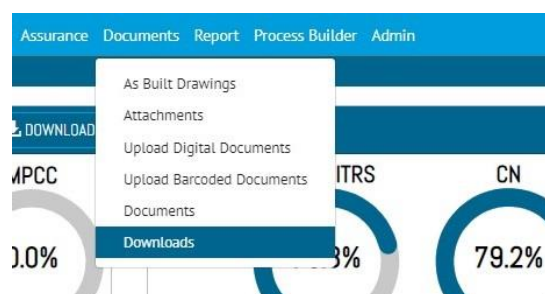 Assurance Documents Report Process Builder Admin
As Built Drawings
DOWNLOAD
Attachments
Upload Digital Documents
Upload Barcoded Documents
Documents
Downloads
MPCC
ITRS
CN
0.0%
79.2%